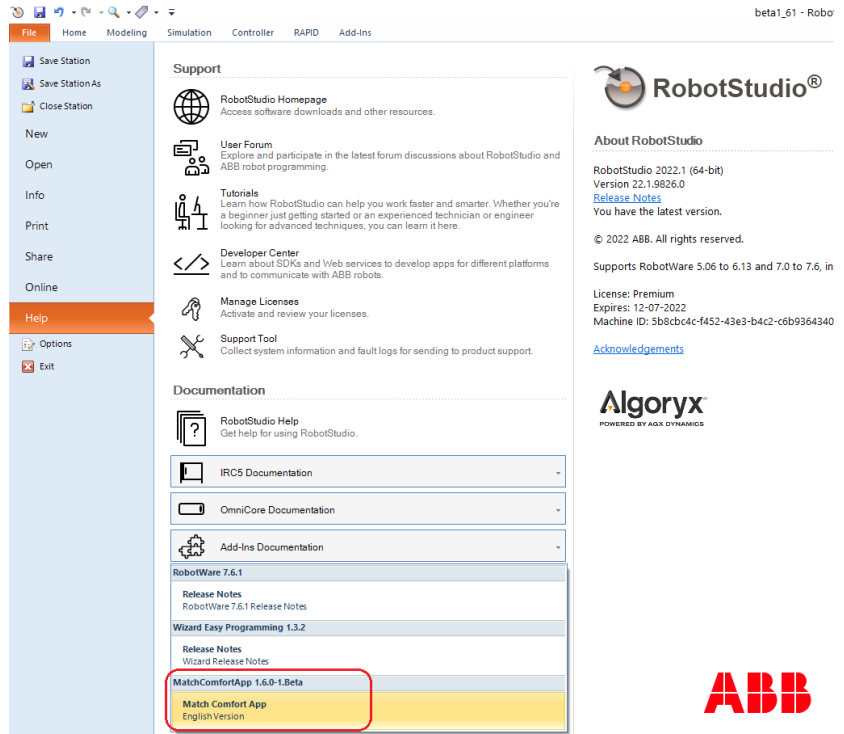 beta1_61 - Robo
File Home Modeling Simulation Controller RAPID Add-Ins
Save Station
Save Station As
Close Station
New
Open
Info
Print
Share
Online
Help
Options
Exit
Support
RobotStudio Homepage
Access software downloads and other resources.
User Forum
Explore and participate in the latest forum discussions about RobotStudio and
ABB robot programming.
Tutorials
Learn how RobotStudio can help you work faster and smarter. Whether you're
a beginner just getting started or an experienced technician or engineer
looking for advanced techniques, you can learn it here.
Developer Center
Learn about SDKs and Web services to develop apps for different platforms
and to communicate with ABB robots.
Manage Licenses
Activate and review your licenses.
Support Tool
Collect system information and fault logs for sending to product support.
Documentation
RobotStudio Help
Get help for using RobotStudio.
IRC5 Documentation
OmniCore Documentation
Add-Ins Documentation
RobotWare 7.6.1
Release Notes
RobotWare 7.6.1 Release Notes
Wizard Easy Programming 1.3.2
Release Notes
Wizard Release Notes
MatchComfortApp 1.6.0-1.Beta
Match Comfort App
English Version
RobotStudio®
About RobotStudio
RobotStudio 2022.1 (64-bit)
Version 22.1.9826.0
Release Notes
You have the latest version.
© 2022 ABB. All rights reserved.
Supports RobotWare 5.06 to 6.13 and 7.0 to 7.6, in
License: Premium
Expires: 12-07-2022
Machine ID: 5b8cbc4c-f452-43e3-b4c2-c6b9364340
Acknowledgements
Algoryx
POWERED BY AGX DYNAMICS
ABB